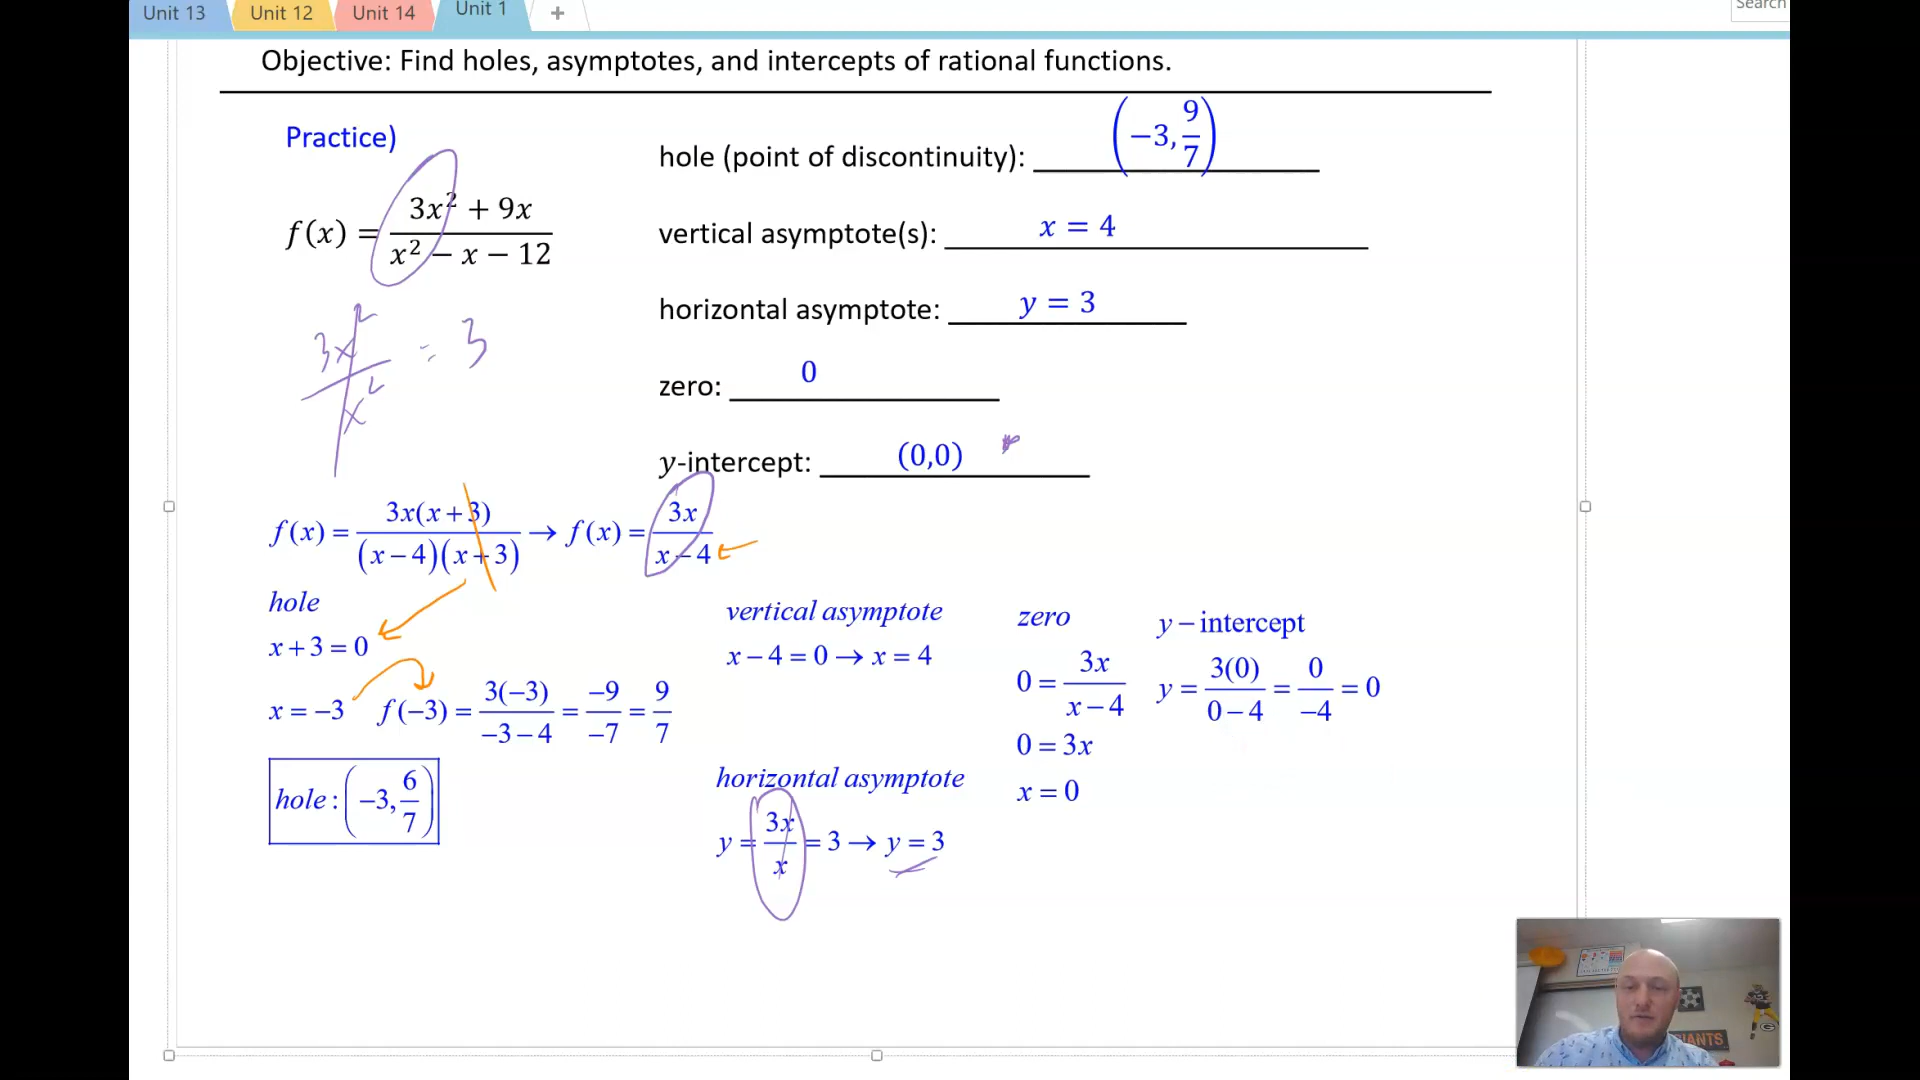 Unit 13 Unit 12 Unit 14 Unit 1 +
Search
Objective: Find holes, asymptotes, and intercepts of rational functions.
Practice)
f(x) = (3x² + 9x)/(x² − x − 12)
hole (point of discontinuity): (−3, 9/7)
vertical asymptote(s): x = 4
horizontal asymptote: y = 3
3x²/x² = 3
zero: 0
y-intercept: (0,0)
f(x) = 3x(x+3)/((x−4)(x+3)) → f(x) = 3x/(x−4)
hole
x+3 = 0
x = −3 f(−3) = 3(−3)/(−3−4) = −9/−7 = 9/7
hole: (−3, 6/7)
vertical asymptote
x−4 = 0 → x = 4
horizontal asymptote
y = 3x/x = 3 → y = 3
zero
0 = 3x/(x−4)
0 = 3x
x = 0
y−intercept
y = 3(0)/(0−4) = 0/−4 = 0
G
IANTS